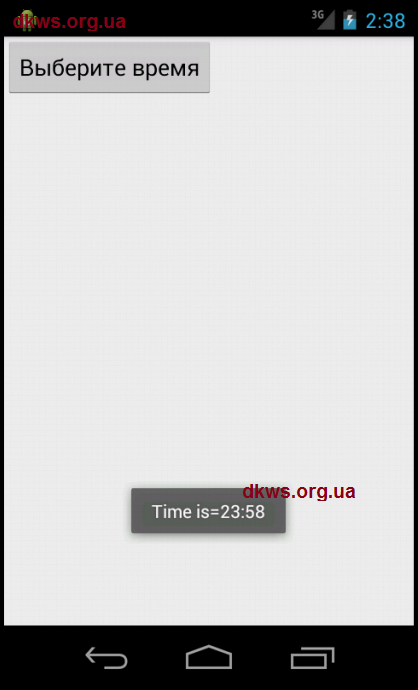 dkws.org.ua
3G
2:38
Выберите время
dkws.org.ua
Time is=23:58